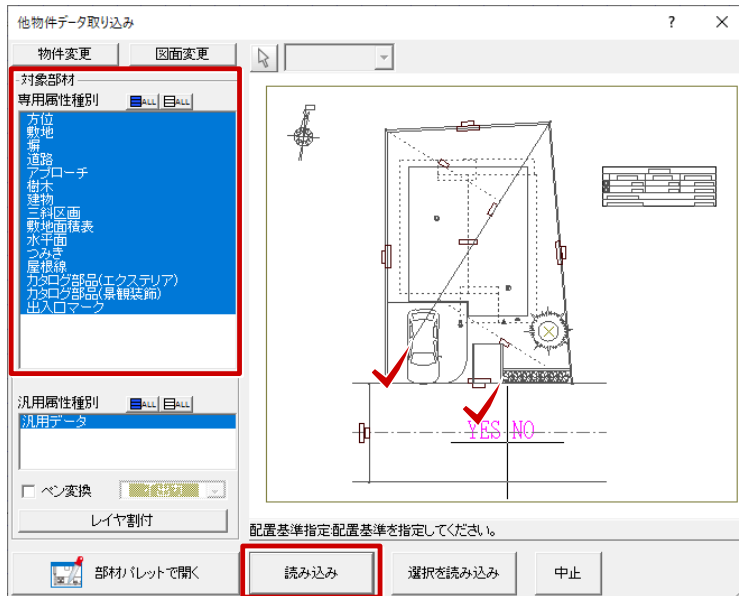 他物件データ取り込み
?
物件変更
図面変更
対象部材
専用属性種別
ALL
ALL
方位
敷地
塀
道路
アプローチ
樹木
建物
三斜区画
敷地面積表
水平面
つみき
屋根線
カタログ部品(エクステリア)
カタログ部品(景観装飾)
出入口マーク
汎用属性種別
ALL
ALL
汎用データ
ペン変換
レイヤ割付
YES NO
配置基準指定:配置基準を指定してください。
部材パレットで開く
読み込み
選択を読み込み
中止